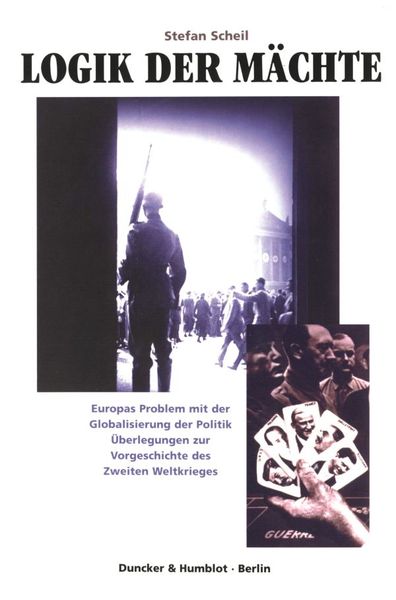 Stefan Scheil
LOGIK DER MÄCHTE
Europas Problem mit der
Globalisierung der Politik
Überlegungen zur
Vorgeschichte des
Zweiten Weltkrieges
GUERRE
Duncker & Humblot · Berlin